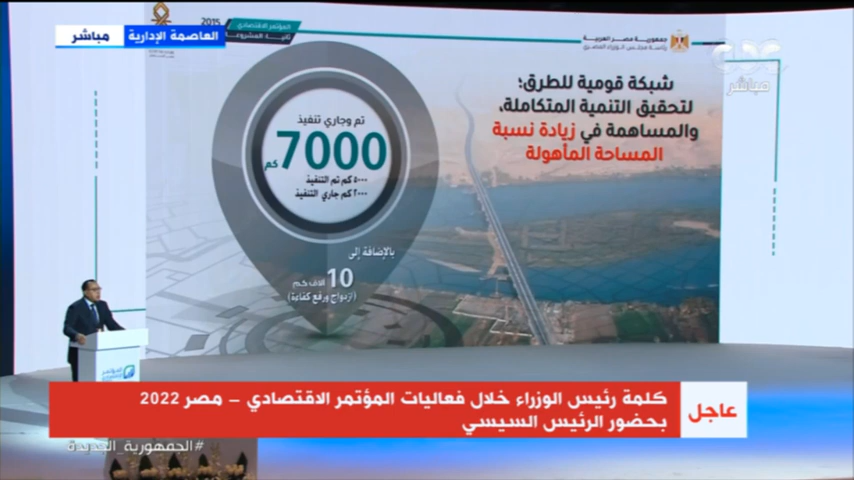 العاصمة الإدارية
مباشر
2015
المؤتمر الاقتصادي
جمهورية مصر العربية
رئاسة مجلس الوزراء المصري
مباشر
شبكة قومية للطرق؛
لتحقيق التنمية المتكاملة،
والمساهمة في زيادة نسبة
المساحة المأهولة
تم وجاري تنفيذ
7000 كم
٥٠٠٠ كم تم التنفيذ
٢٠٠٠ كم جاري التنفيذ
بالإضافة إلى
10 آلاف كم
(ازدواج ورفع كفاءة)
المؤتمر
عاجل
كلمة رئيس الوزراء خلال فعاليات المؤتمر الاقتصادي – مصر 2022
بحضور الرئيس السيسي
#الجمهورية_الجديدة